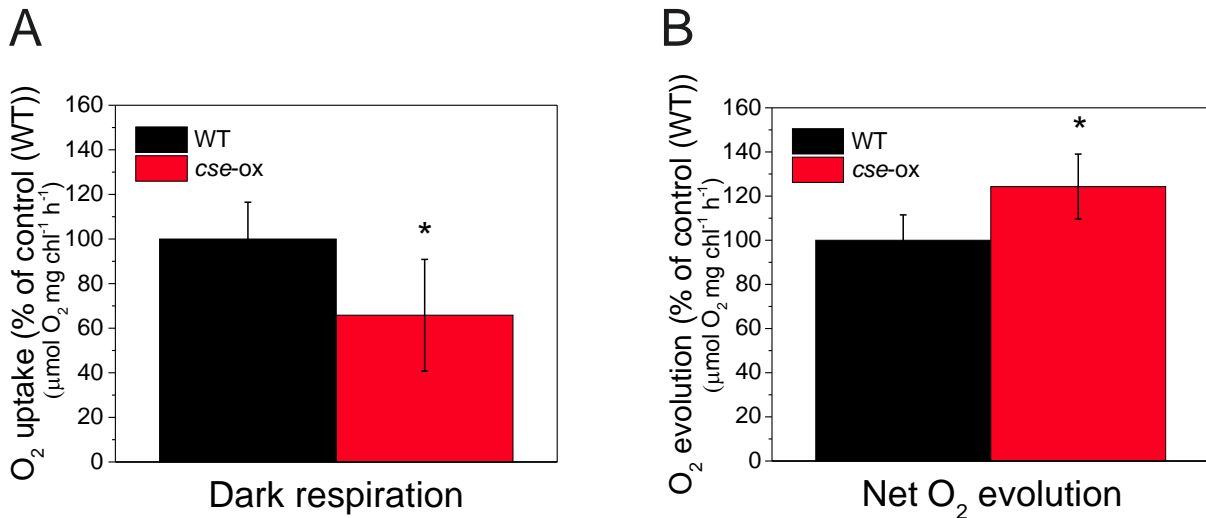 A
O₂ uptake (% of control (WT))
(μmol O₂ mg chl⁻¹ h⁻¹)
160
140
120
100
80
60
40
20
0
WT
cse-ox
*
Dark respiration
B
O₂ evolution (% of control (WT))
(μmol O₂ mg chl⁻¹ h⁻¹)
160
140
120
100
80
60
40
20
0
WT
cse-ox
*
Net O₂ evolution